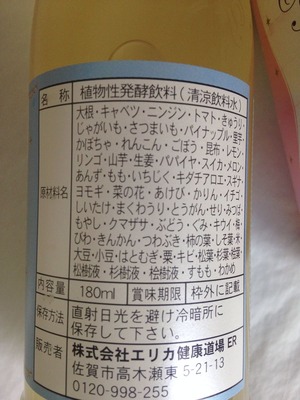 名称 植物性発酵飲料(清涼飲料水)
原材料名
大根・キャベツ・ニンジン・トマト・きゅうり・
じゃがいも・さつまいも・パイナップル・里芋・
かぼちゃ・れんこん・ごぼう・昆布・レモン・
リンゴ・山芋・生姜・パパイヤ・スイカ・メロン・
あんず・もも・いちじく・キダチアロエ・スギナ・
ヨモギ・菜の花・あけび・かりん・イチゴ・
しいたけ・まくわうり・とうがん・せり・みつば・
もやし・クマザサ・ぶどう・ぐみ・キウイ・梅・
びわ・きんかん・つわぶき・柿の葉・しそ葉・米・
大豆・小豆・はとむぎ・粟・キビ・松葉・杉葉・桧葉・
松樹液・杉樹液・桧樹液・すもも・わかめ
内容量 180ml 賞味期限 枠外に記載
保存方法 直射日光を避け冷暗所に
保存して下さい。
販売者 株式会社エリカ健康道場 ER
佐賀市高木瀬東5-21-13
0120-998-255